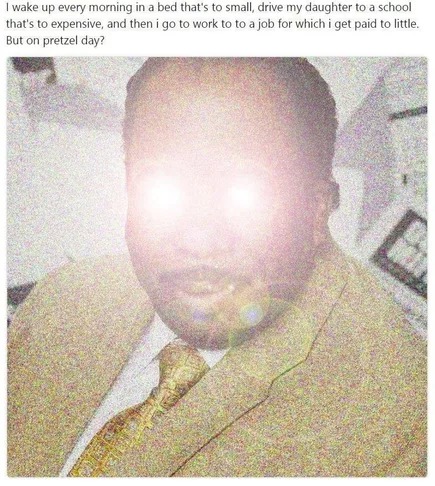 I wake up every morning in a bed that's to small, drive my daughter to a school
that's to expensive, and then i go to work to to a job for which i get paid to little.
But on pretzel day?